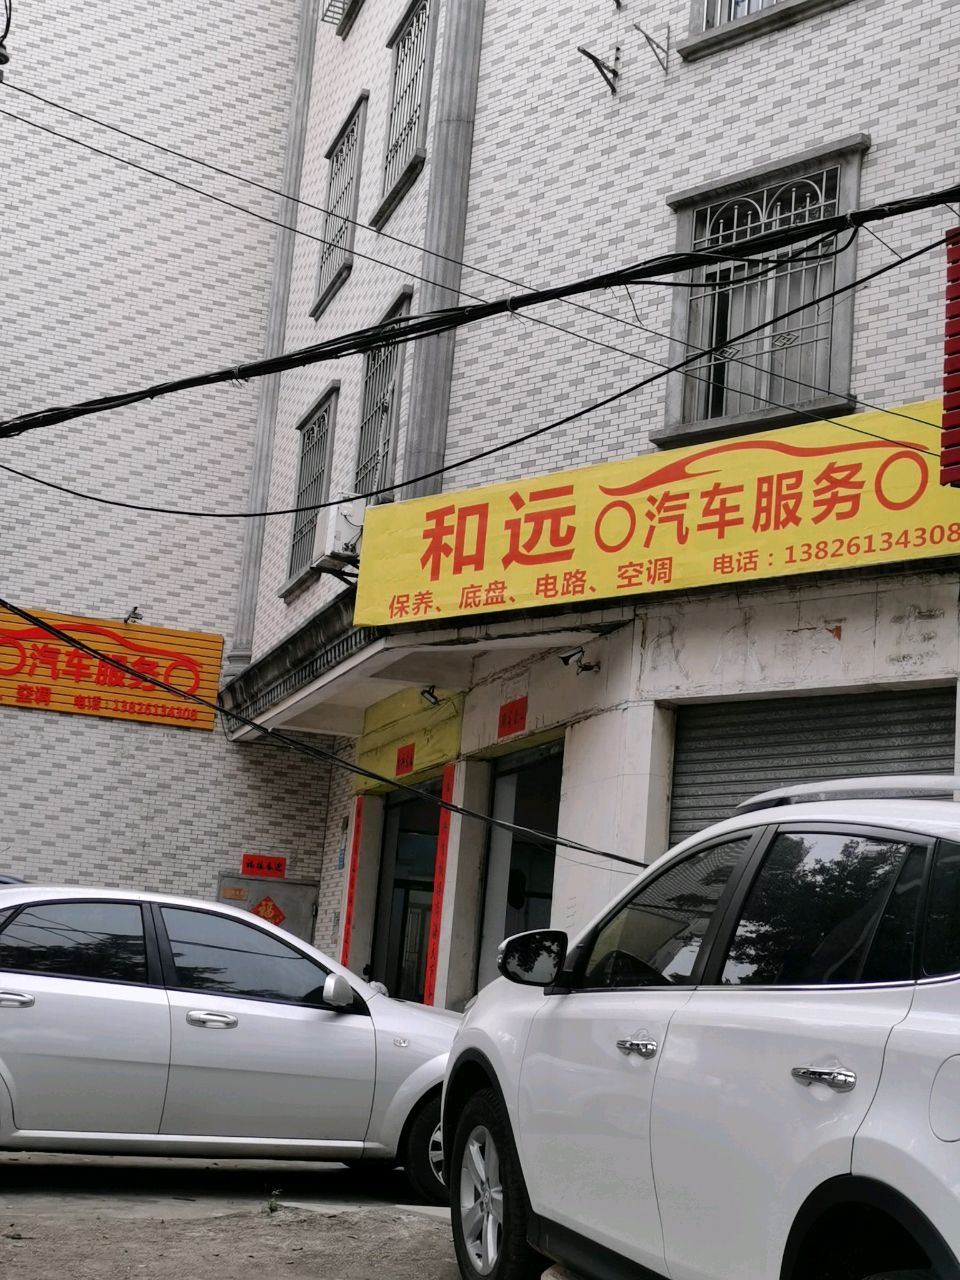 和远 汽车服务
保养、底盘、电路、空调 电话：13826134308
汽车服务
、空调 电话：13826134308
福